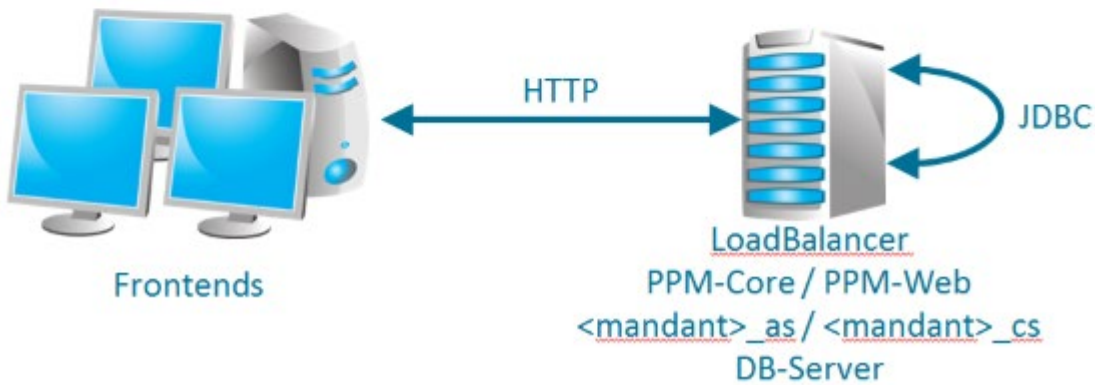 HTTP
JDBC
Frontends
LoadBalancer
PPM-Core / PPM-Web
<mandant>_as / <mandant>_cs
DB-Server